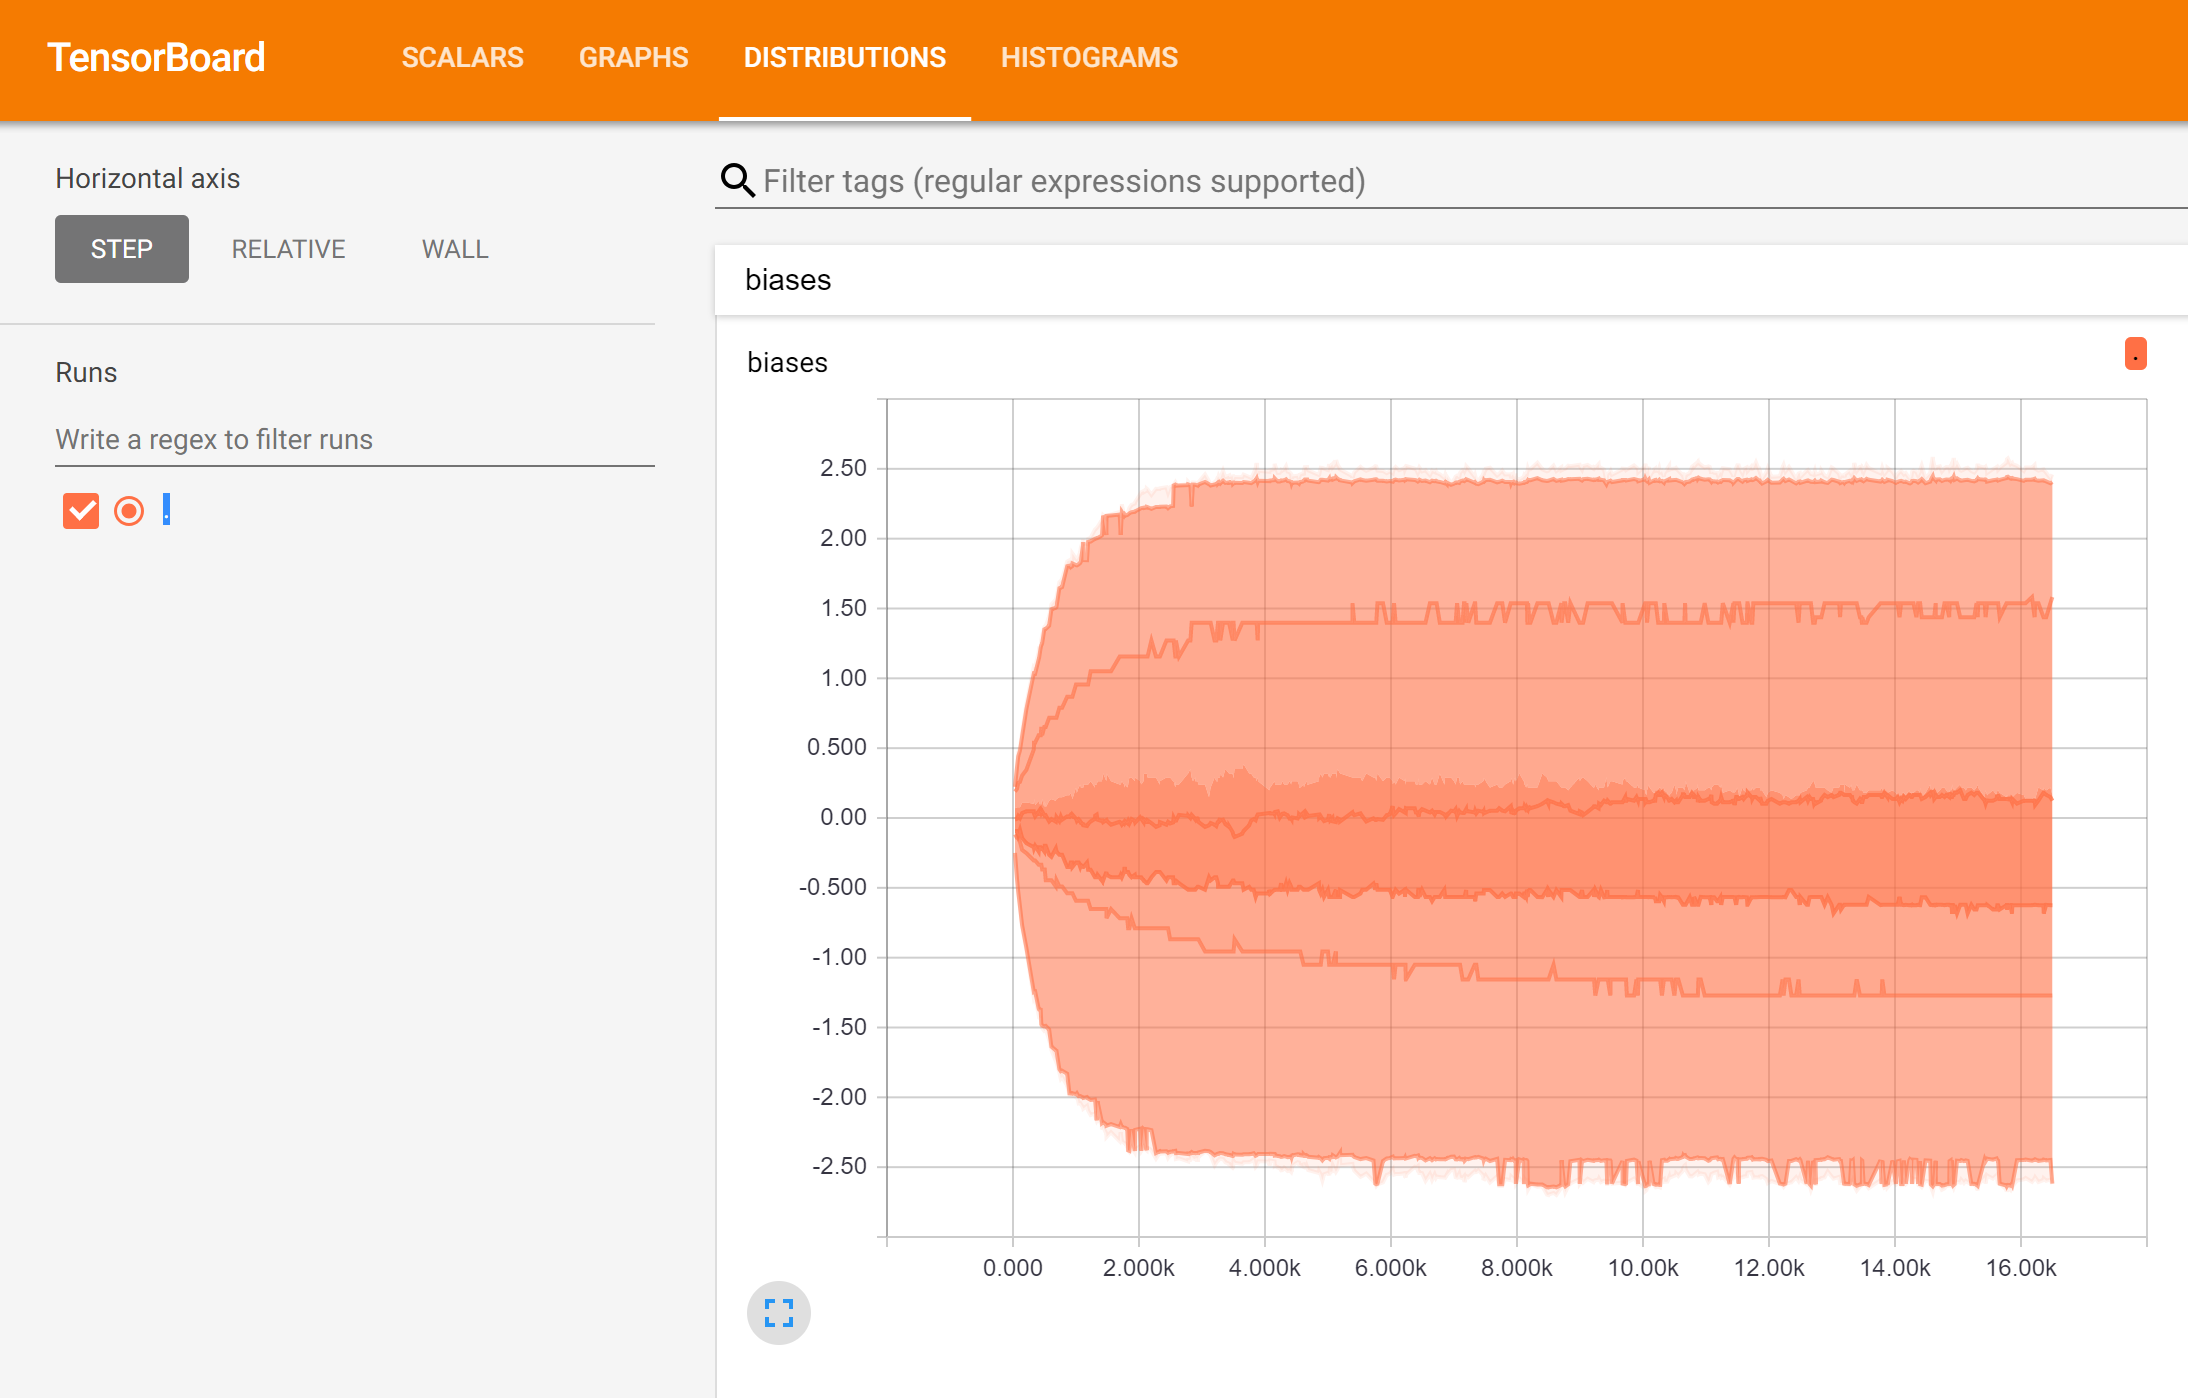 TensorBoard SCALARS GRAPHS DISTRIBUTIONS HISTOGRAMS
Horizontal axis
STEP RELATIVE WALL
Runs
Write a regex to filter runs
.
Filter tags (regular expressions supported)
biases
biases
.
2.50
2.00
1.50
1.00
0.500
0.00
-0.500
-1.00
-1.50
-2.00
-2.50
0.000 2.000k 4.000k 6.000k 8.000k 10.00k 12.00k 14.00k 16.00k